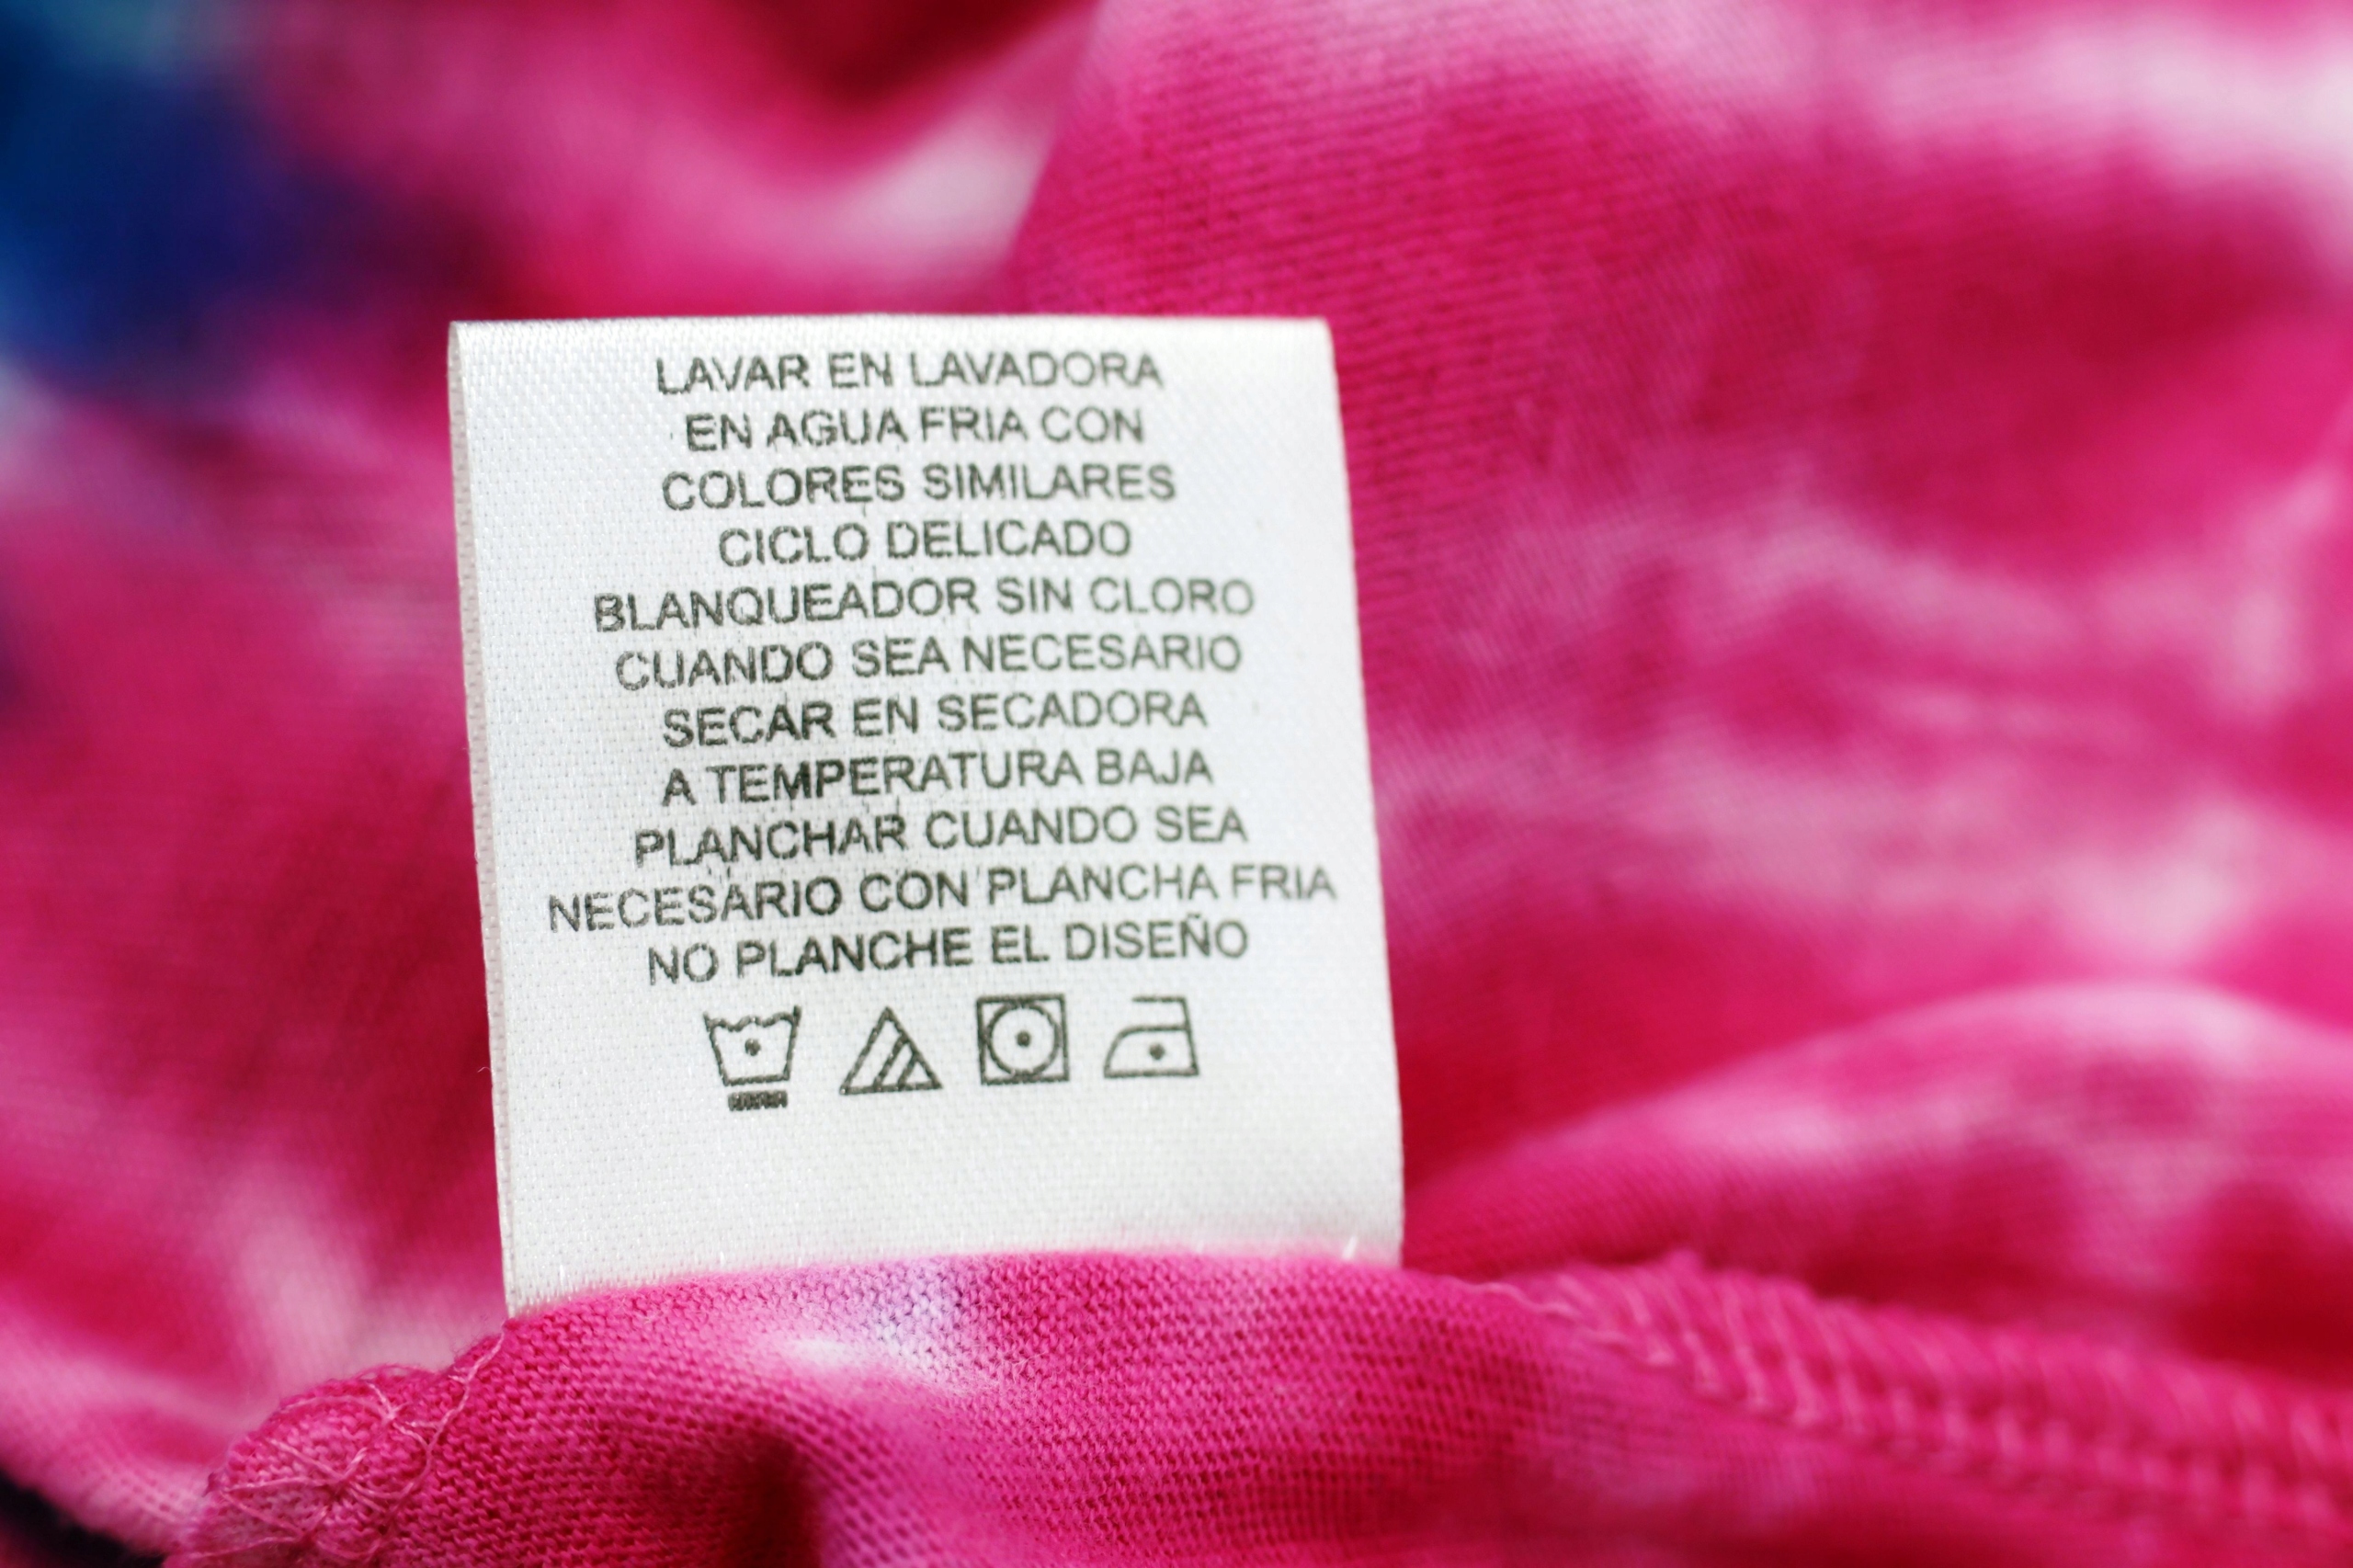 LAVAR EN LAVADORA
EN AGUA FRIA CON
COLORES SIMILARES
CICLO DELICADO
BLANQUEADOR SIN CLORO
CUANDO SEA NECESARIO
SECAR EN SECADORA
A TEMPERATURA BAJA
PLANCHAR CUANDO SEA
NECESARIO CON PLANCHA FRIA
NO PLANCHE EL DISEÑO